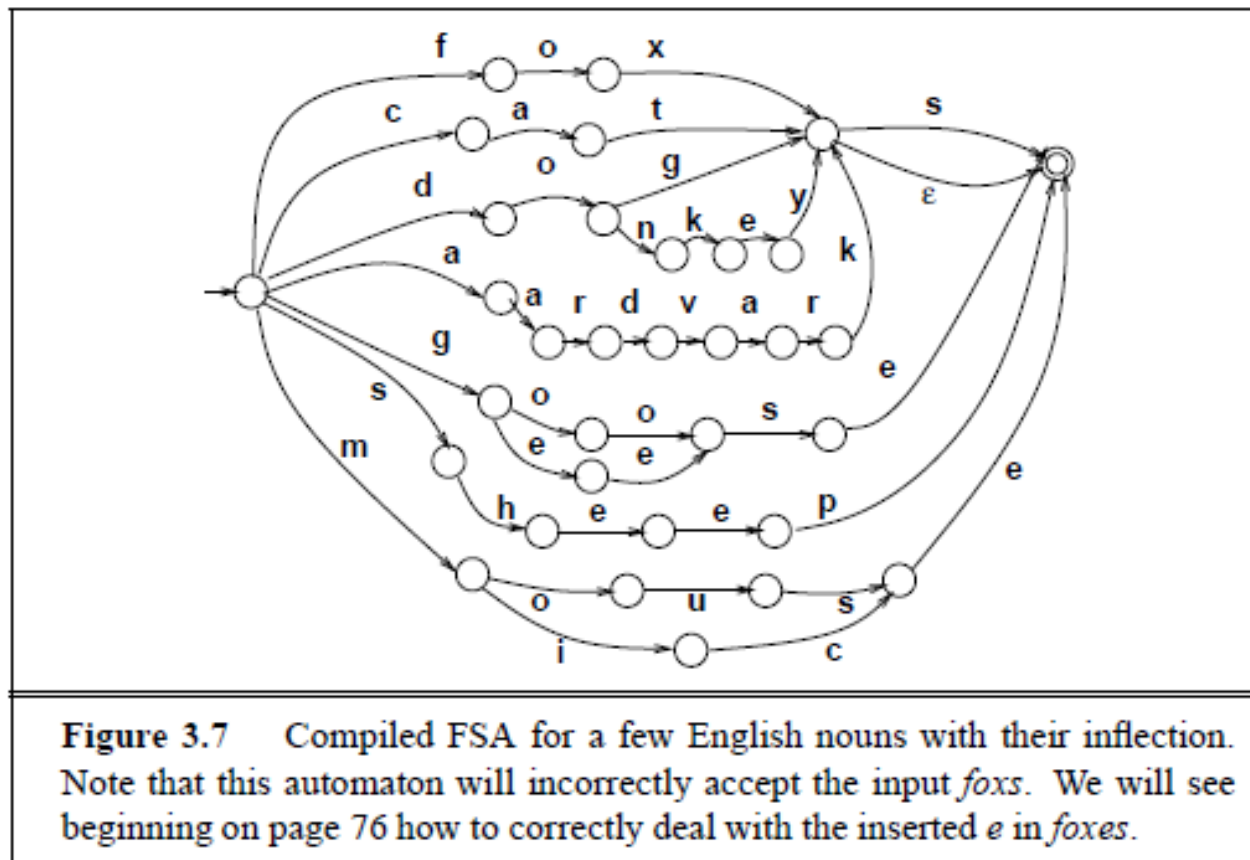 f o x
c a t s
d o g
ε
n k e y
a k
a r d v a r
g e
o o s
s
e e
m e
h e e p
o u s
i c
Figure 3.7 Compiled FSA for a few English nouns with their inflection.
Note that this automaton will incorrectly accept the input foxs. We will see
beginning on page 76 how to correctly deal with the inserted e in foxes.